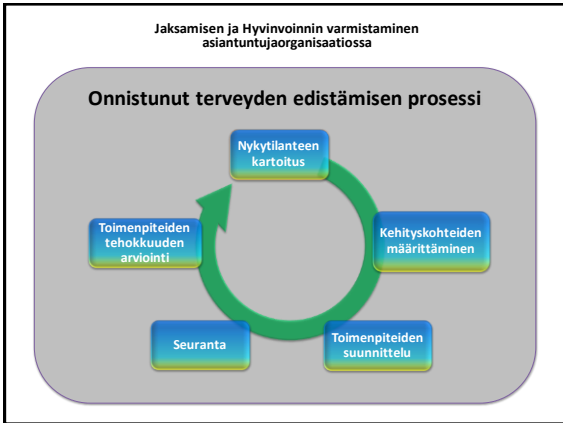 Jaksamisen ja Hyvinvoinnin varmistaminen
asiantuntujaorganisaatiossa
Onnistunut terveyden edistämisen prosessi
Nykytilanteen
kartoitus
Kehityskohteiden
määrittäminen
Toimenpiteiden
suunnittelu
Seuranta
Toimenpiteiden
tehokkuuden
arviointi